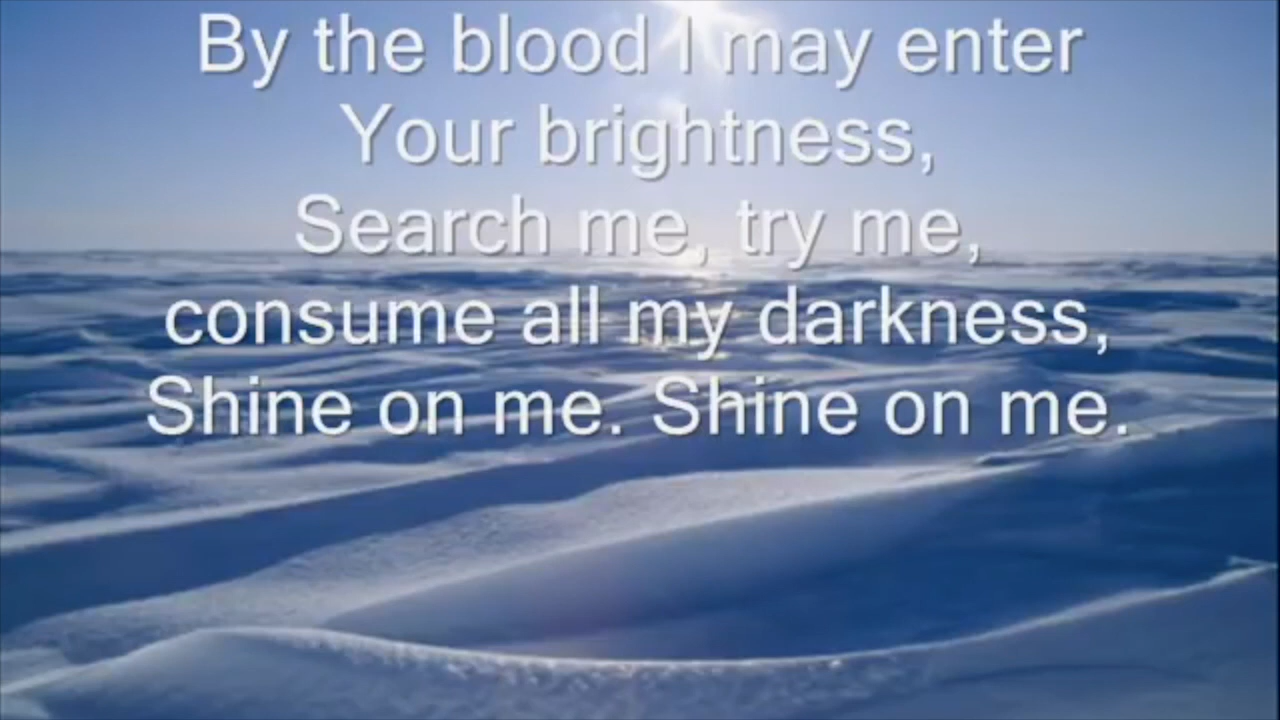 By the blood I may enter
Your brightness,
Search me, try me,
consume all my darkness,
Shine on me. Shine on me.